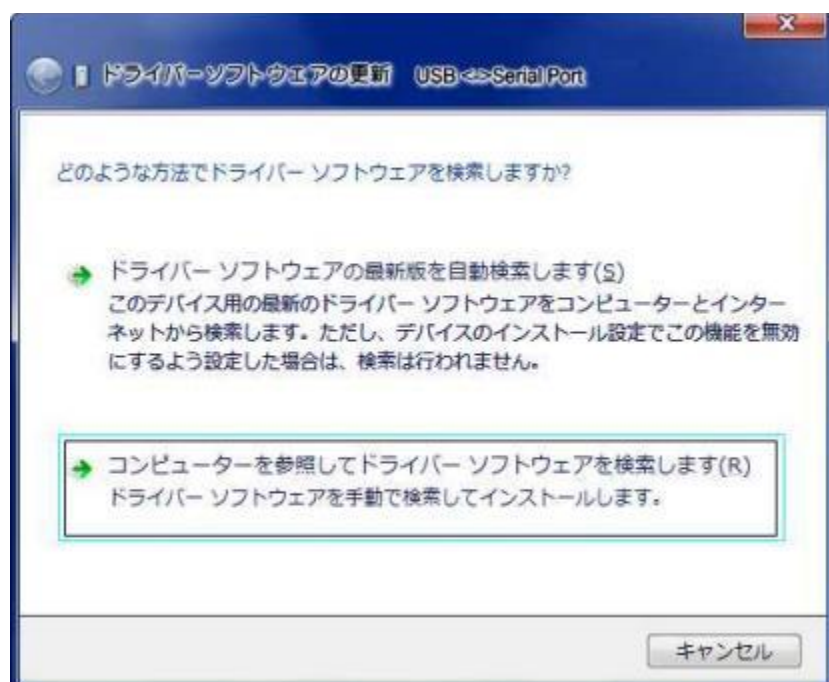 ドライバーソフトウェアの更新 USB<=>Serial Port
どのような方法でドライバー ソフトウェアを検索しますか?
ドライバー ソフトウェアの最新版を自動検索します(S)
このデバイス用の最新のドライバー ソフトウェアをコンピューターとインター
ネットから検索します。ただし、デバイスのインストール設定でこの機能を無効
にするよう設定した場合は、検索は行われません。
コンピューターを参照してドライバー ソフトウェアを検索します(R)
ドライバー ソフトウェアを手動で検索してインストールします。
キャンセル